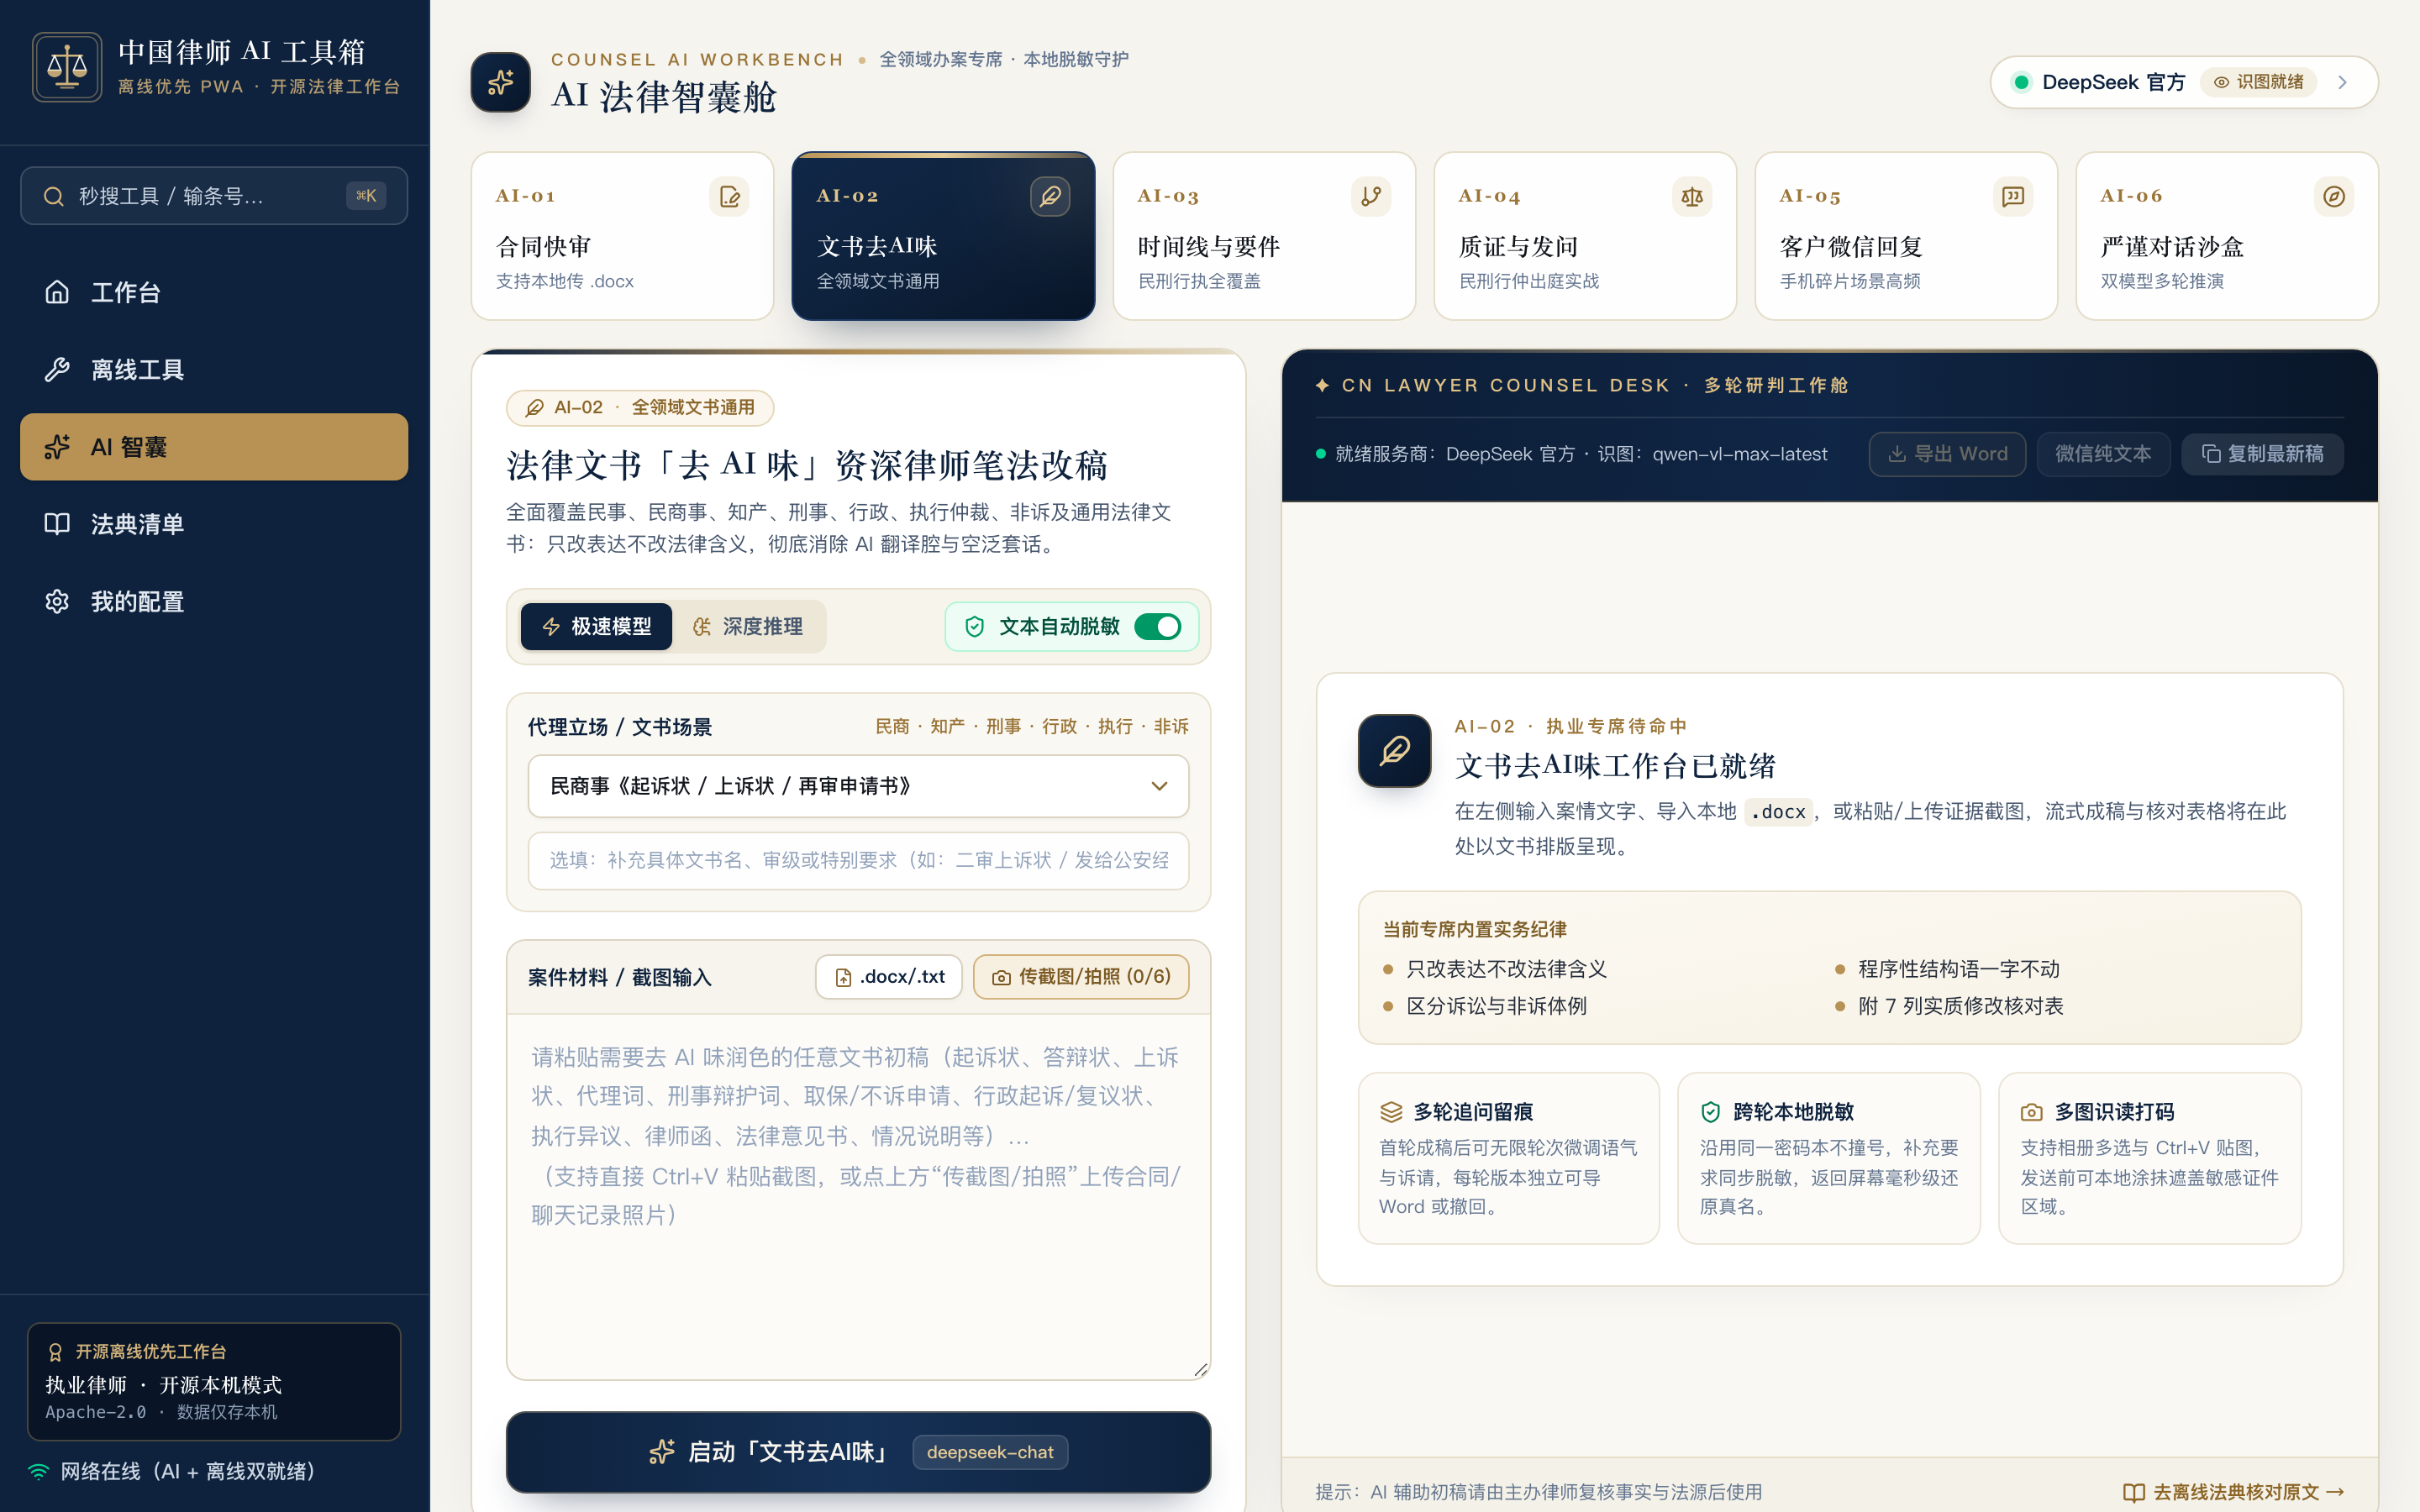 中国律师 AI 工具箱
离线优先 PWA · 开源法律工作台
秒搜工具 / 输条号...
⌘K
工作台
离线工具
AI 智囊
法典清单
我的配置
开源离线优先工作台
执业律师 · 开源本机模式
Apache-2.0 · 数据仅存本机
网络在线（AI + 离线双就绪）
COUNSEL AI WORKBENCH • 全领域办案专席 · 本地脱敏守护
AI 法律智囊舱
DeepSeek 官方 识图就绪
AI-01
合同快审
支持本地传 .docx
AI-02
文书去AI味
全领域文书通用
AI-03
时间线与要件
民刑行执全覆盖
AI-04
质证与发问
民刑行仲出庭实战
AI-05
客户微信回复
手机碎片场景高频
AI-06
严谨对话沙盒
双模型多轮推演
AI-02 · 全领域文书通用
法律文书「去 AI 味」资深律师笔法改稿
全面覆盖民事、民商事、知产、刑事、行政、执行仲裁、非诉及通用法律文
书：只改表达不改法律含义，彻底消除 AI 翻译腔与空泛套话。
极速模型
深度推理
文本自动脱敏
代理立场 / 文书场景
民商 · 知产 · 刑事 · 行政 · 执行 · 非诉
民商事《起诉状 / 上诉状 / 再审申请书》
选填：补充具体文书名、审级或特别要求（如：二审上诉状 / 发给公安经
案件材料 / 截图输入
.docx/.txt
传截图/拍照 (0/6)
请粘贴需要去 AI 味润色的任意文书初稿（起诉状、答辩状、上诉
状、代理词、刑事辩护词、取保/不诉申请、行政起诉/复议状、
执行异议、律师函、法律意见书、情况说明等）...
（支持直接 Ctrl+V 粘贴截图，或点上方“传截图/拍照”上传合同/
聊天记录照片）
启动「文书去AI味」 deepseek-chat
✦ CN LAWYER COUNSEL DESK · 多轮研判工作舱
就绪服务商：DeepSeek 官方 · 识图：qwen-vl-max-latest
导出 Word
微信纯文本
复制最新稿
AI-02 · 执业专席待命中
文书去AI味工作台已就绪
在左侧输入案情文字、导入本地 .docx，或粘贴/上传证据截图，流式成稿与核对表格将在此
处以文书排版呈现。
当前专席内置实务纪律
只改表达不改法律含义
程序性结构语一字不动
区分诉讼与非诉体例
附 7 列实质修改核对表
多轮追问留痕
首轮成稿后可无限轮次微调语气
与诉请，每轮版本独立可导
Word 或撤回。
跨轮本地脱敏
沿用同一密码本不撞号，补充要
求同步脱敏，返回屏幕毫秒级还
原真名。
多图识读打码
支持相册多选与 Ctrl+V 贴图，
发送前可本地涂抹遮盖敏感证件
区域。
提示：AI 辅助初稿请由主办律师复核事实与法源后使用
去离线法典核对原文 →